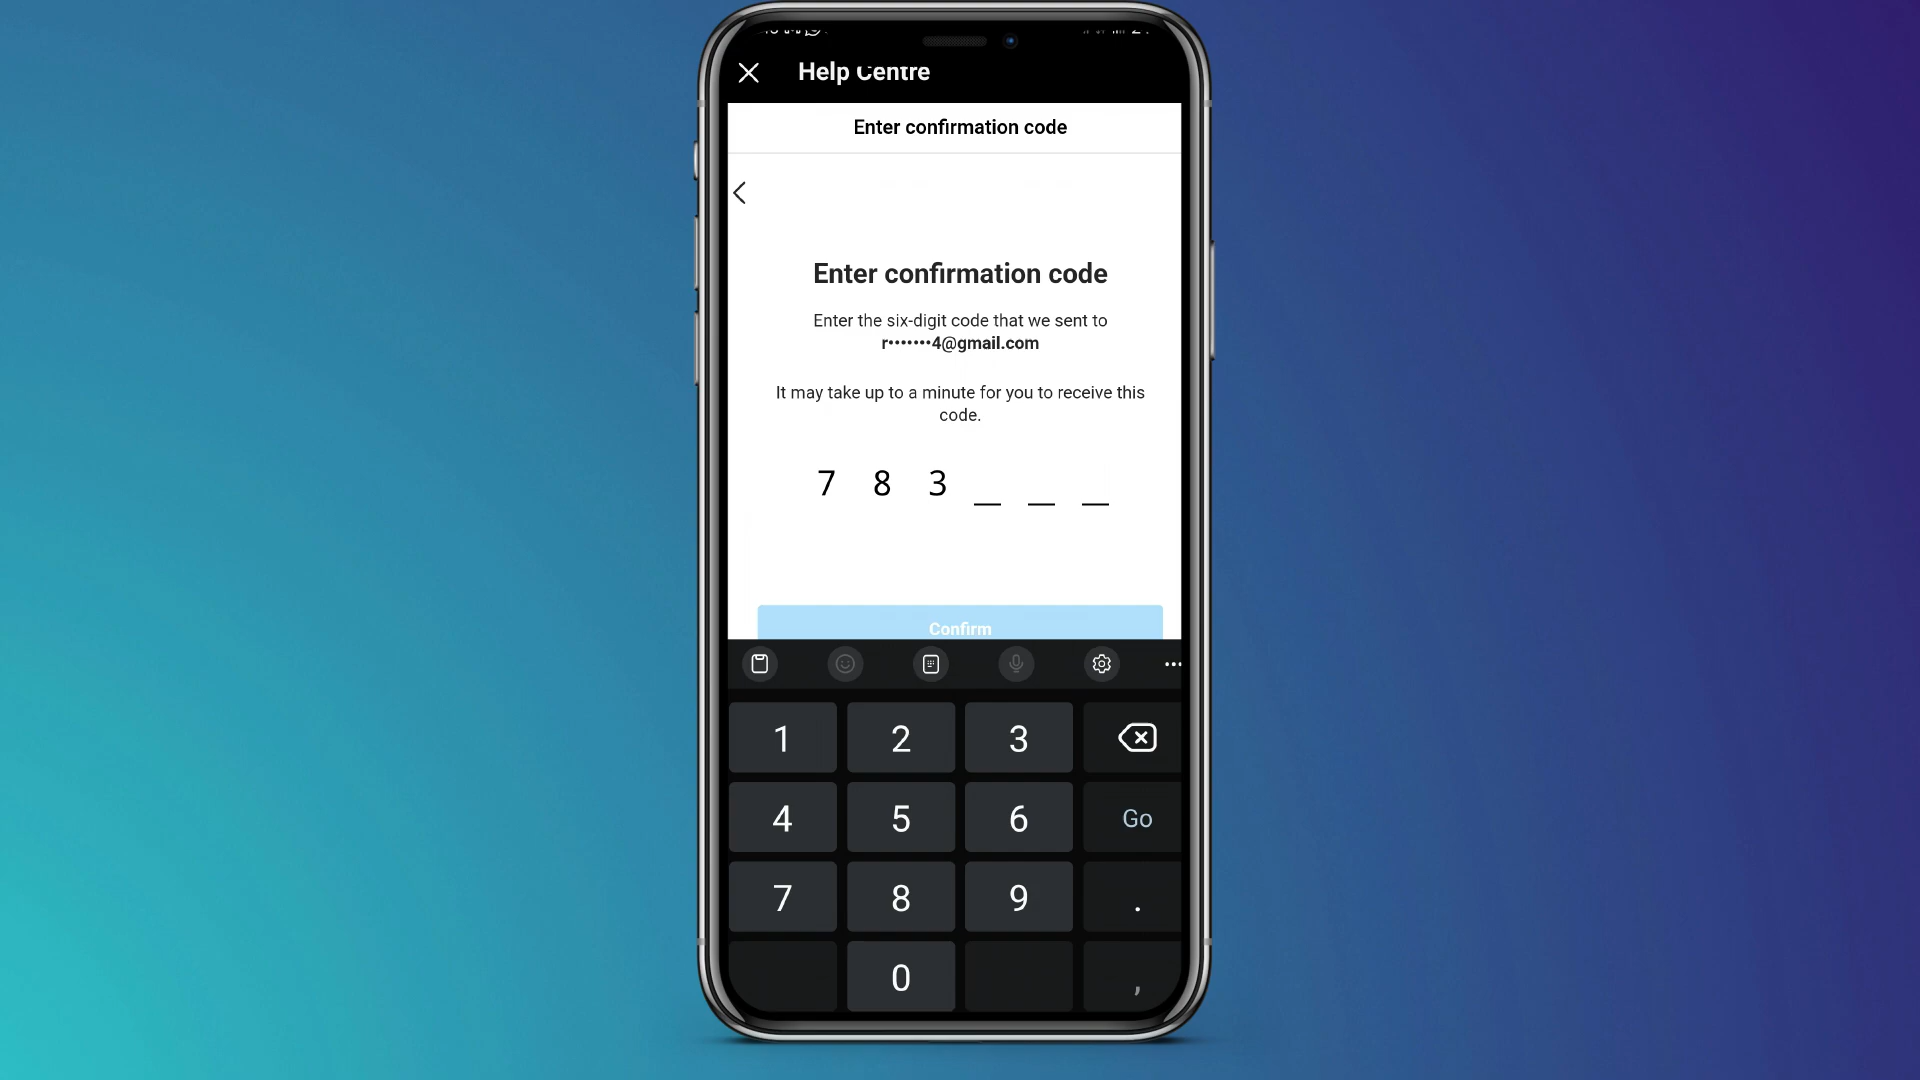 Help Centre
Enter confirmation code
Enter confirmation code
Enter the six-digit code that we sent to
r•••••••4@gmail.com
It may take up to a minute for you to receive this
code.
7 8 3 _ _ _
Confirm
1 2 3
4 5 6 Go
7 8 9 .
0 ,